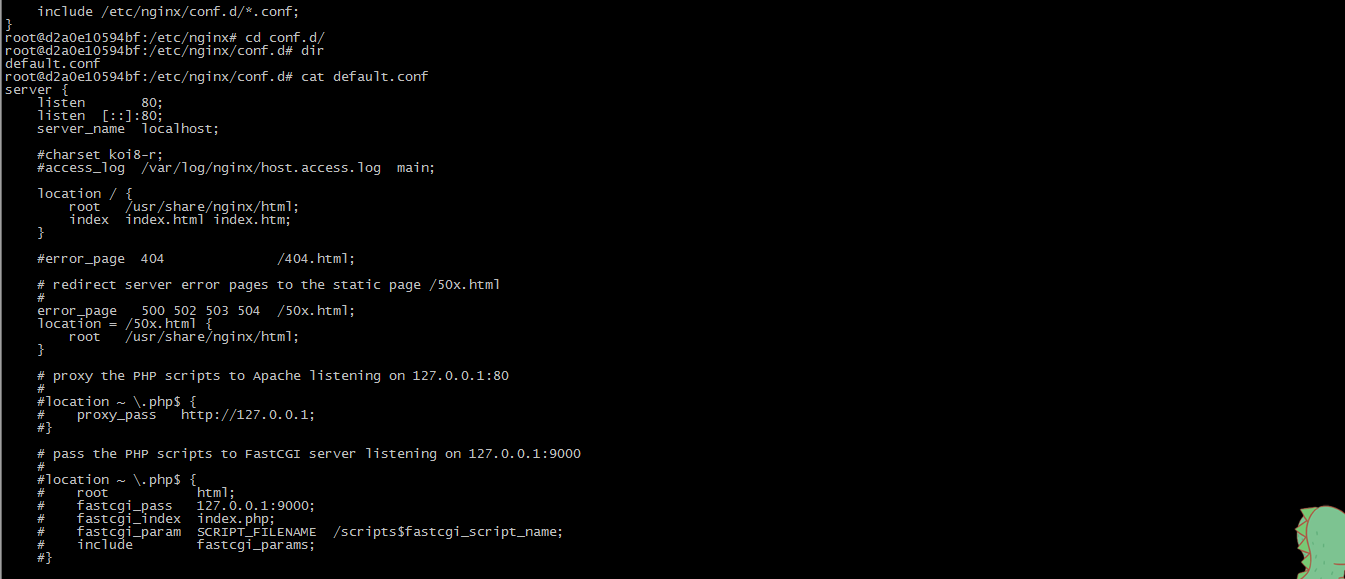 include /etc/nginx/conf.d/*.conf;
}
root@d2a0e10594bf:/etc/nginx# cd conf.d/
root@d2a0e10594bf:/etc/nginx/conf.d# dir
default.conf
root@d2a0e10594bf:/etc/nginx/conf.d# cat default.conf
server {
    listen       80;
    listen  [::]:80;
    server_name  localhost;

    #charset koi8-r;
    #access_log  /var/log/nginx/host.access.log  main;

    location / {
        root   /usr/share/nginx/html;
        index  index.html index.htm;
    }

    #error_page  404              /404.html;

    # redirect server error pages to the static page /50x.html
    #
    error_page   500 502 503 504  /50x.html;
    location = /50x.html {
        root   /usr/share/nginx/html;
    }

    # proxy the PHP scripts to Apache listening on 127.0.0.1:80
    #
    #location ~ \.php$ {
    #    proxy_pass   http://127.0.0.1;
    #}

    # pass the PHP scripts to FastCGI server listening on 127.0.0.1:9000
    #
    #location ~ \.php$ {
    #    root           html;
    #    fastcgi_pass   127.0.0.1:9000;
    #    fastcgi_index  index.php;
    #    fastcgi_param  SCRIPT_FILENAME  /scripts$fastcgi_script_name;
    #    include        fastcgi_params;
    #}